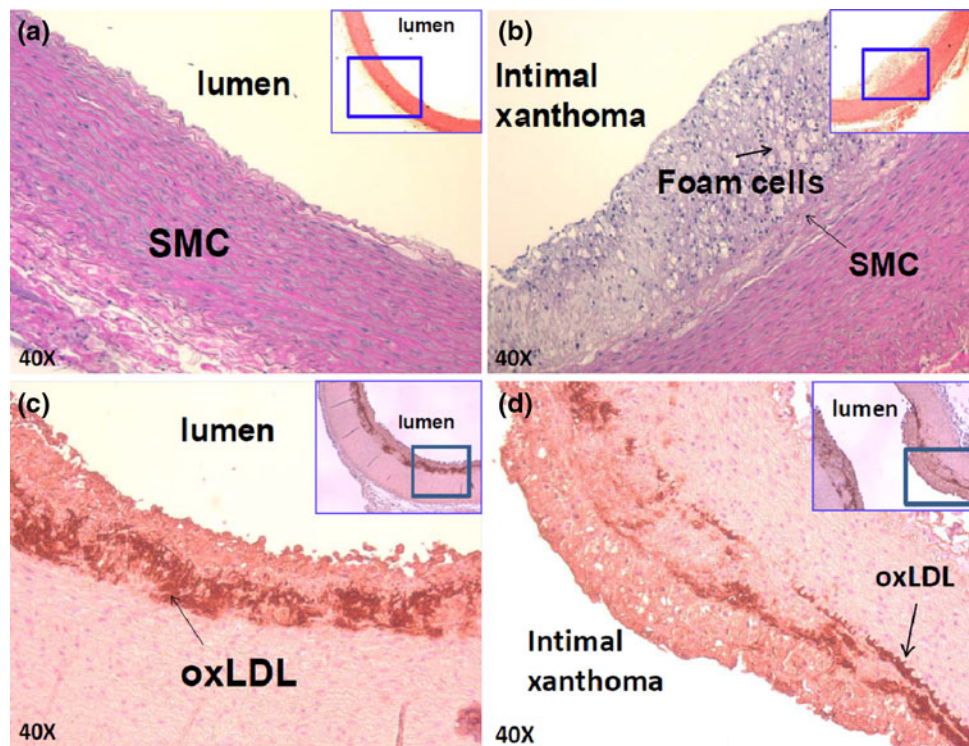 (a)
lumen
lumen
SMC
40X
(b)
Intimal
xanthoma
Foam cells
SMC
40X
(c)
lumen
lumen
oxLDL
40X
(d)
lumen
oxLDL
Intimal
xanthoma
40X